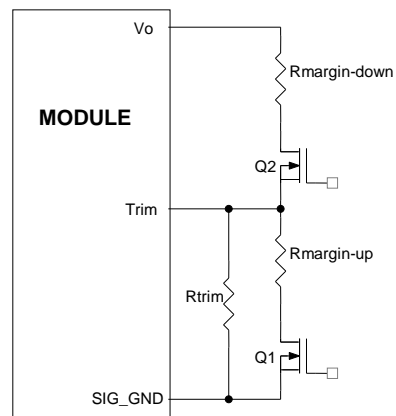 Vo
Rmargin-down
MODULE
Q2
Trim
Rmargin-up
Rtrim
Q1
SIG_GND